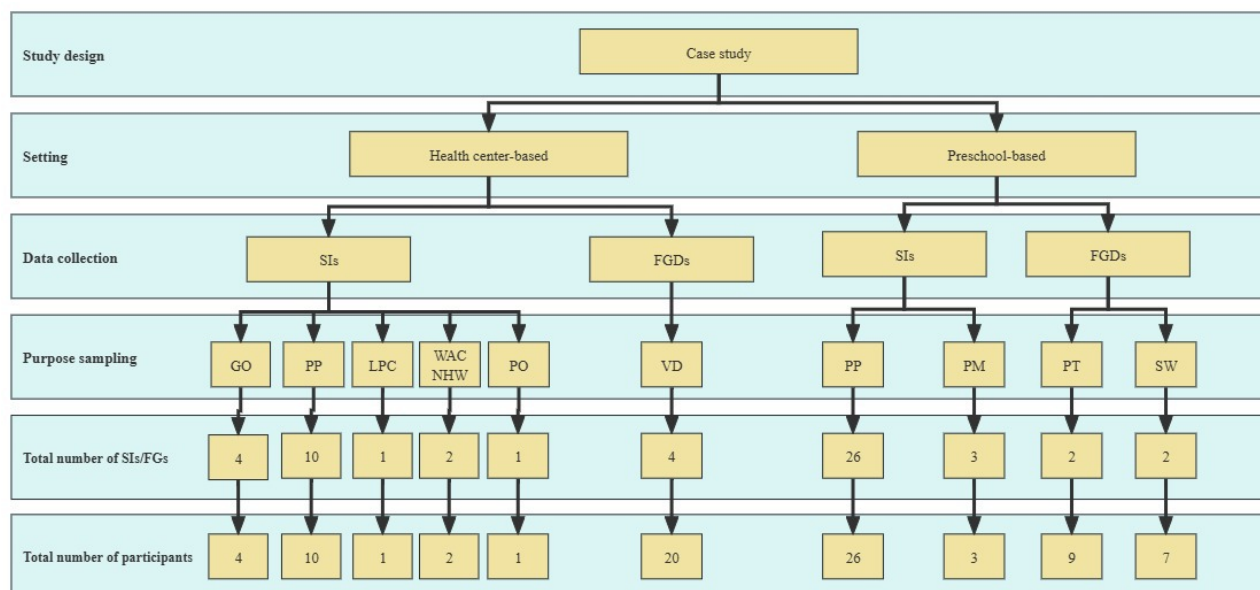 Study design
Case study
Setting
Health center-based
Preschool-based
Data collection
SIs
FGDs
SIs
FGDs
Purpose sampling
GO
PP
LPC
WAC
NHW
PO
VD
PP
PM
PT
SW
Total number of SIs/FGs
4
10
1
2
1
4
26
3
2
2
Total number of participants
4
10
1
2
1
20
26
3
9
7